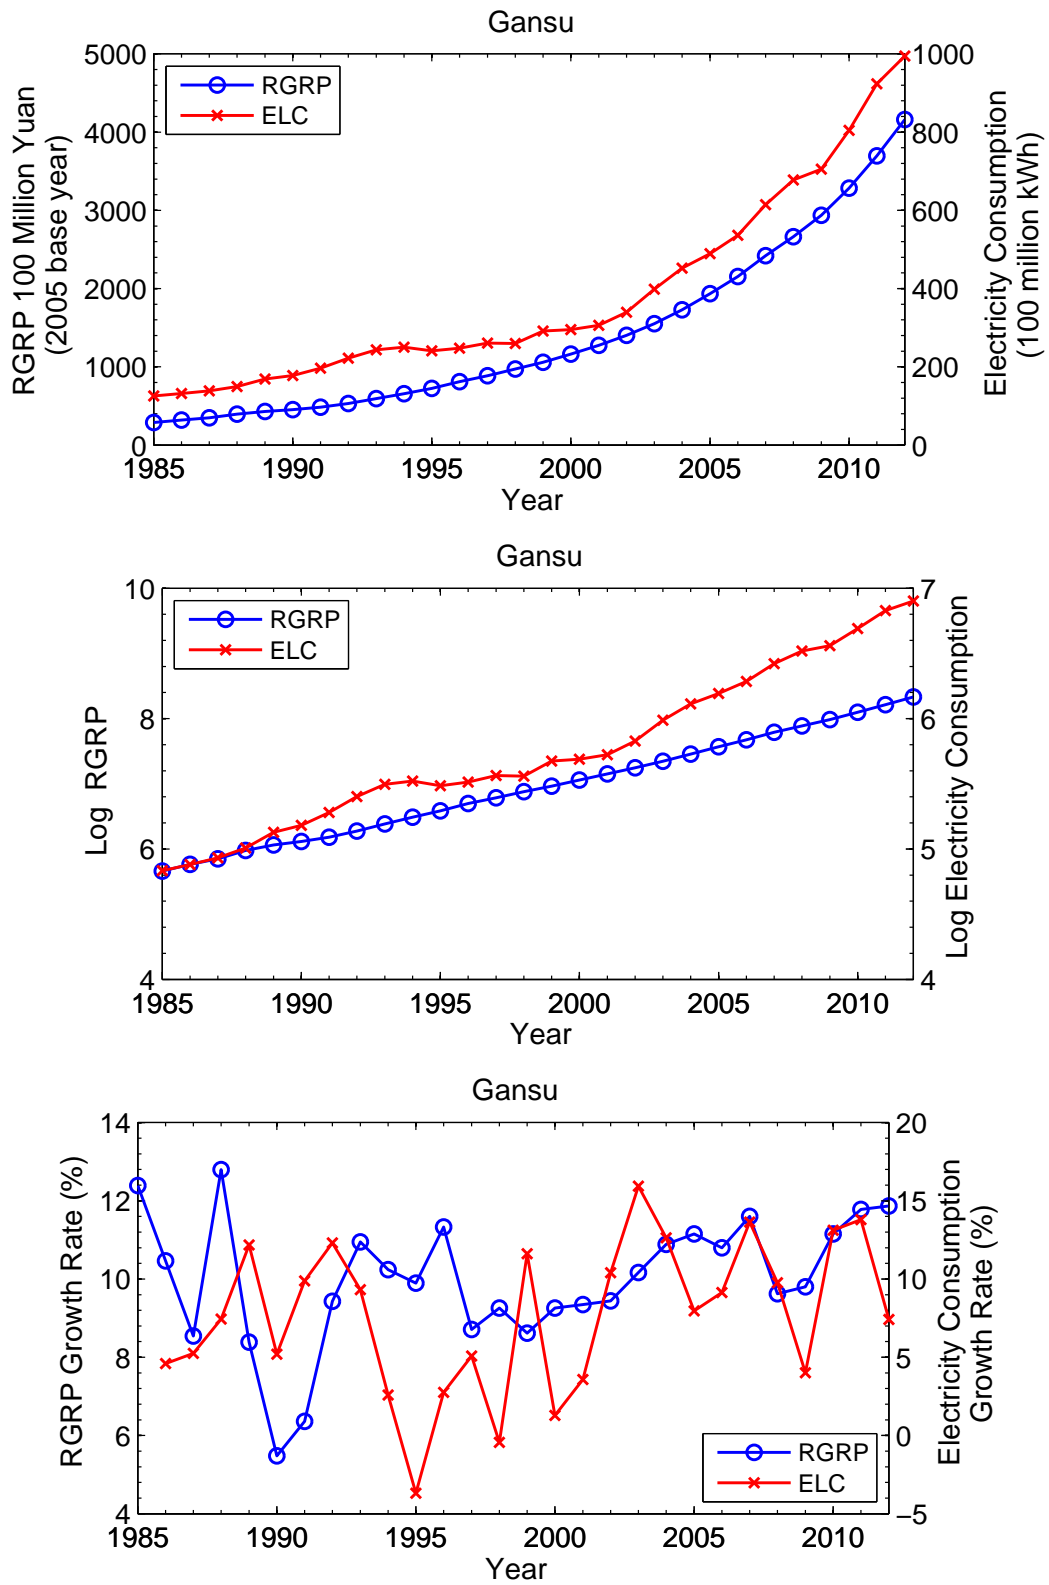 Gansu
5000
4000
3000
2000
1000
0
1000
800
600
400
200
0
RGRP
ELC
RGRP 100 Million Yuan
(2005 base year)
Electricity Consumption
(100 million kWh)
1985 1990 1995 2000 2005 2010
Year
Gansu
10
8
6
4
7
6
5
4
RGRP
ELC
Log RGRP
Log Electricity Consumption
1985 1990 1995 2000 2005 2010
Year
Gansu
14
12
10
8
6
4
20
15
10
5
0
−5
RGRP
ELC
RGRP Growth Rate (%)
Electricity Consumption
Growth Rate (%)
1985 1990 1995 2000 2005 2010
Year